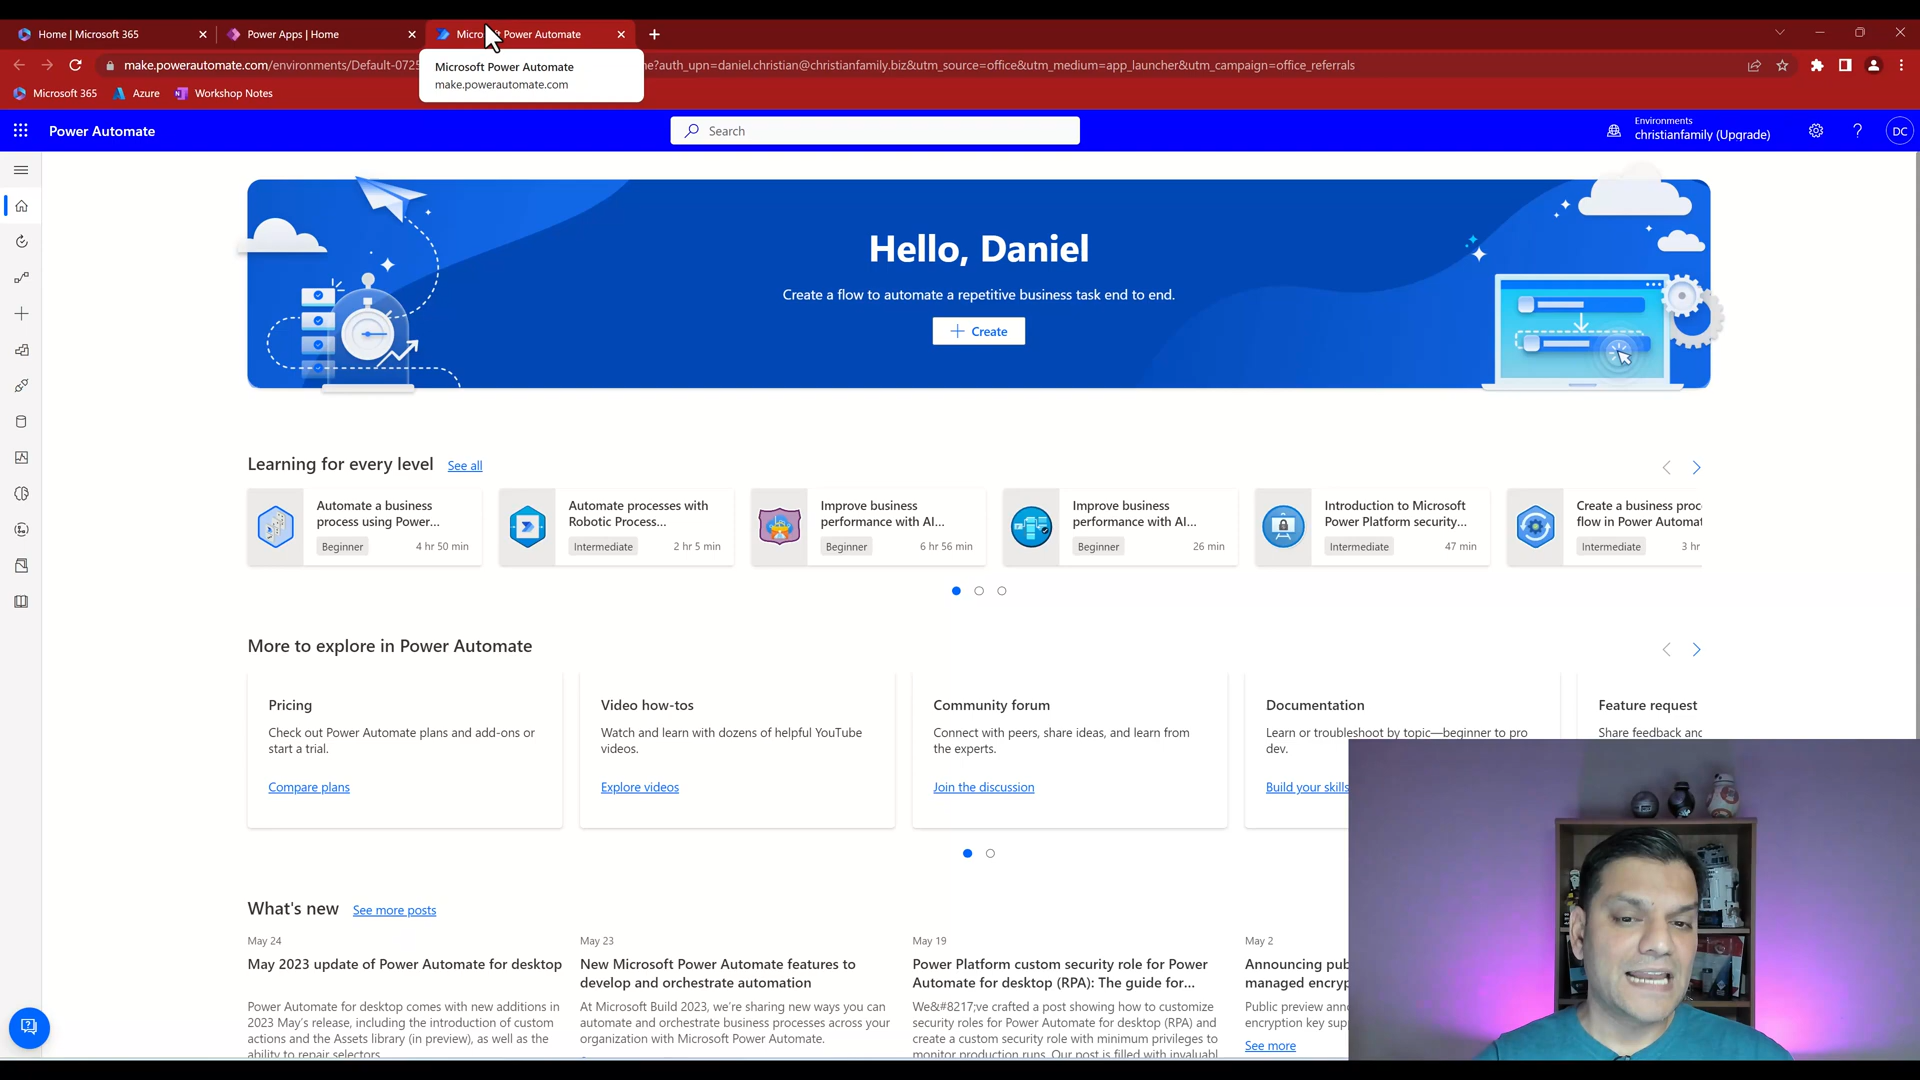 Home | Microsoft 365
Power Apps | Home
Power Automate
make.powerautomate.com/environments/Default-0725
me?auth_upn=daniel.christian@christianfamily.biz&utm_source=office&utm_medium=app_launcher&utm_campaign=office_referrals
Microsoft Power Automate
make.powerautomate.com
Microsoft 365
Azure
Workshop Notes
Power Automate
Search
Environments
christianfamily (Upgrade)
DC
Hello, Daniel
Create a flow to automate a repetitive business task end to end.
Create
Learning for every level
See all
Automate a business
process using Power...
Beginner
4 hr 50 min
Automate processes with
Robotic Process...
Intermediate
2 hr 5 min
Improve business
performance with AI...
Beginner
6 hr 56 min
Improve business
performance with AI...
Beginner
26 min
Introduction to Microsoft
Power Platform security...
Intermediate
47 min
Create a business proc
flow in Power Automat
Intermediate
3 hr
More to explore in Power Automate
Pricing
Check out Power Automate plans and add-ons or
start a trial.
Compare plans
Video how-tos
Watch and learn with dozens of helpful YouTube
videos.
Explore videos
Community forum
Connect with peers, share ideas, and learn from
the experts.
Join the discussion
Documentation
Learn or troubleshoot by topic—beginner to pro
dev.
Build your skills
Feature request
Share feedback and
What's new
See more posts
May 24
May 2023 update of Power Automate for desktop
Power Automate for desktop comes with new additions in
2023 May's release, including the introduction of custom
actions and the Assets library (in preview), as well as the
ability to repair selectors.
May 23
New Microsoft Power Automate features to
develop and orchestrate automation
At Microsoft Build 2023, we're sharing new ways you can
automate and orchestrate business processes across your
organization with Microsoft Power Automate.
May 19
Power Platform custom security role for Power
Automate for desktop (RPA): The guide for...
We&#8217;ve crafted a post showing how to customize
security roles for Power Automate for desktop (RPA) and
create a custom security role with minimum privileges to
monitor production runs. Our post is filled with invaluabl
May 2
Announcing pub
managed encryp
Public preview ann
encryption key sup
See more